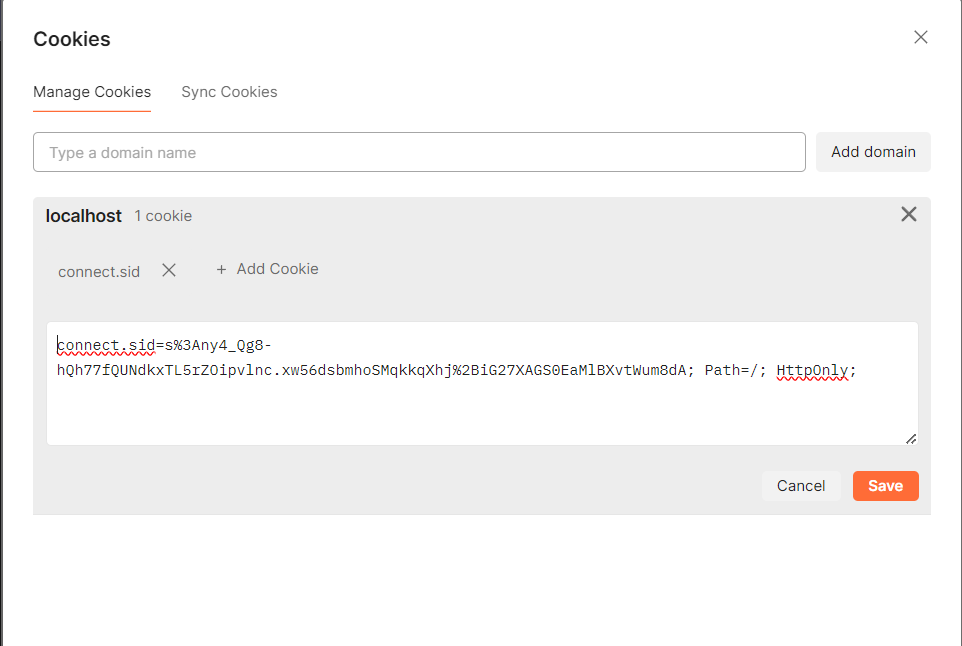 Cookies
Manage Cookies Sync Cookies
Type a domain name Add domain
localhost 1 cookie
connect.sid + Add Cookie
connect.sid=s%3Any4_Qg8-
hQh77fQUNdkxTL5rZOipvlnc.xw56dsbmhoSMqkkqXhj%2BiG27XAGS0EaMlBXvtWum8dA; Path=/; HttpOnly;
Cancel Save